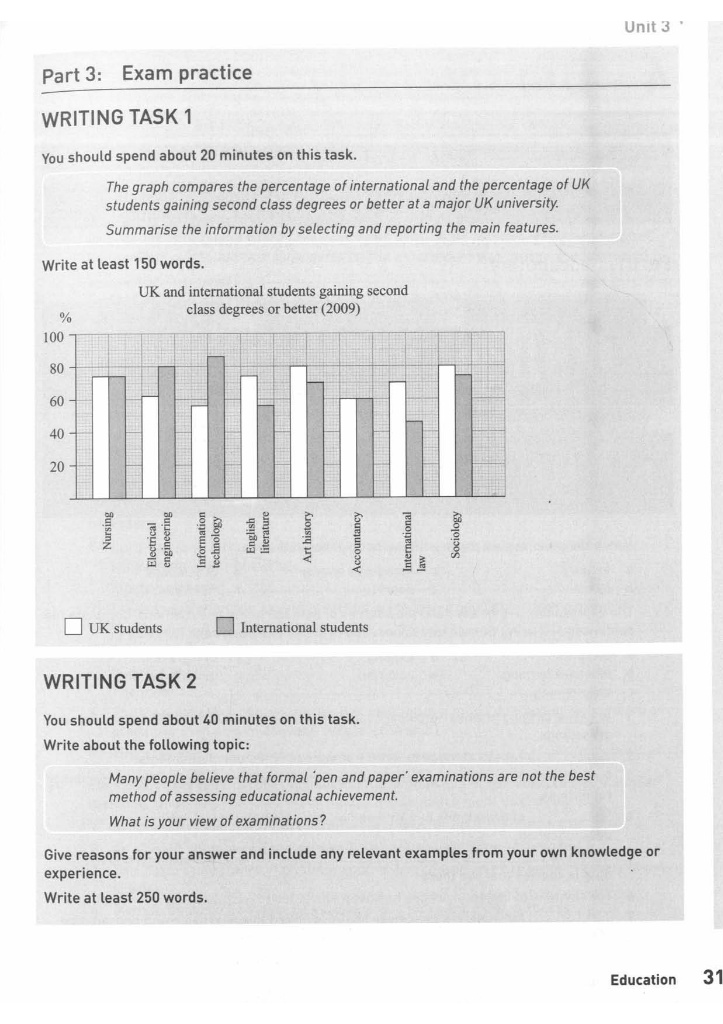 Unit 3
Part 3: Exam practice
WRITING TASK 1
You should spend about 20 minutes on this task.
The graph compares the percentage of international and the percentage of UK
students gaining second class degrees or better at a major UK university.
Summarise the information by selecting and reporting the main features.
Write at least 150 words.
UK and international students gaining second
class degrees or better (2009)
%
100
80
60
40
20
Nursing
Electrical
engineering
Information
technology
English
literature
Art history
Accountancy
International
law
Sociology
UK students
International students
WRITING TASK 2
You should spend about 40 minutes on this task.
Write about the following topic:
Many people believe that formal 'pen and paper' examinations are not the best
method of assessing educational achievement.
What is your view of examinations?
Give reasons for your answer and include any relevant examples from your own knowledge or
experience.
Write at least 250 words.
Education 31